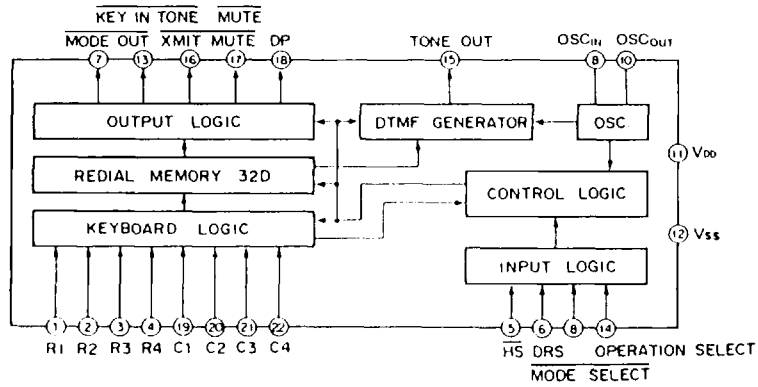 KEY IN TONE MUTE
MODE OUT XMIT MUTE DP TONE OUT OSCIN OSCOUT
7 13 16 17 18 15 8 10
OUTPUT LOGIC DTMF GENERATOR OSC
11 VDD
REDIAL MEMORY 32D
CONTROL LOGIC
KEYBOARD LOGIC
12 VSS
INPUT LOGIC
1 2 3 4 19 20 21 22 5 6 8 14
R1 R2 R3 R4 C1 C2 C3 C4 HS DRS OPERATION SELECT
MODE SELECT